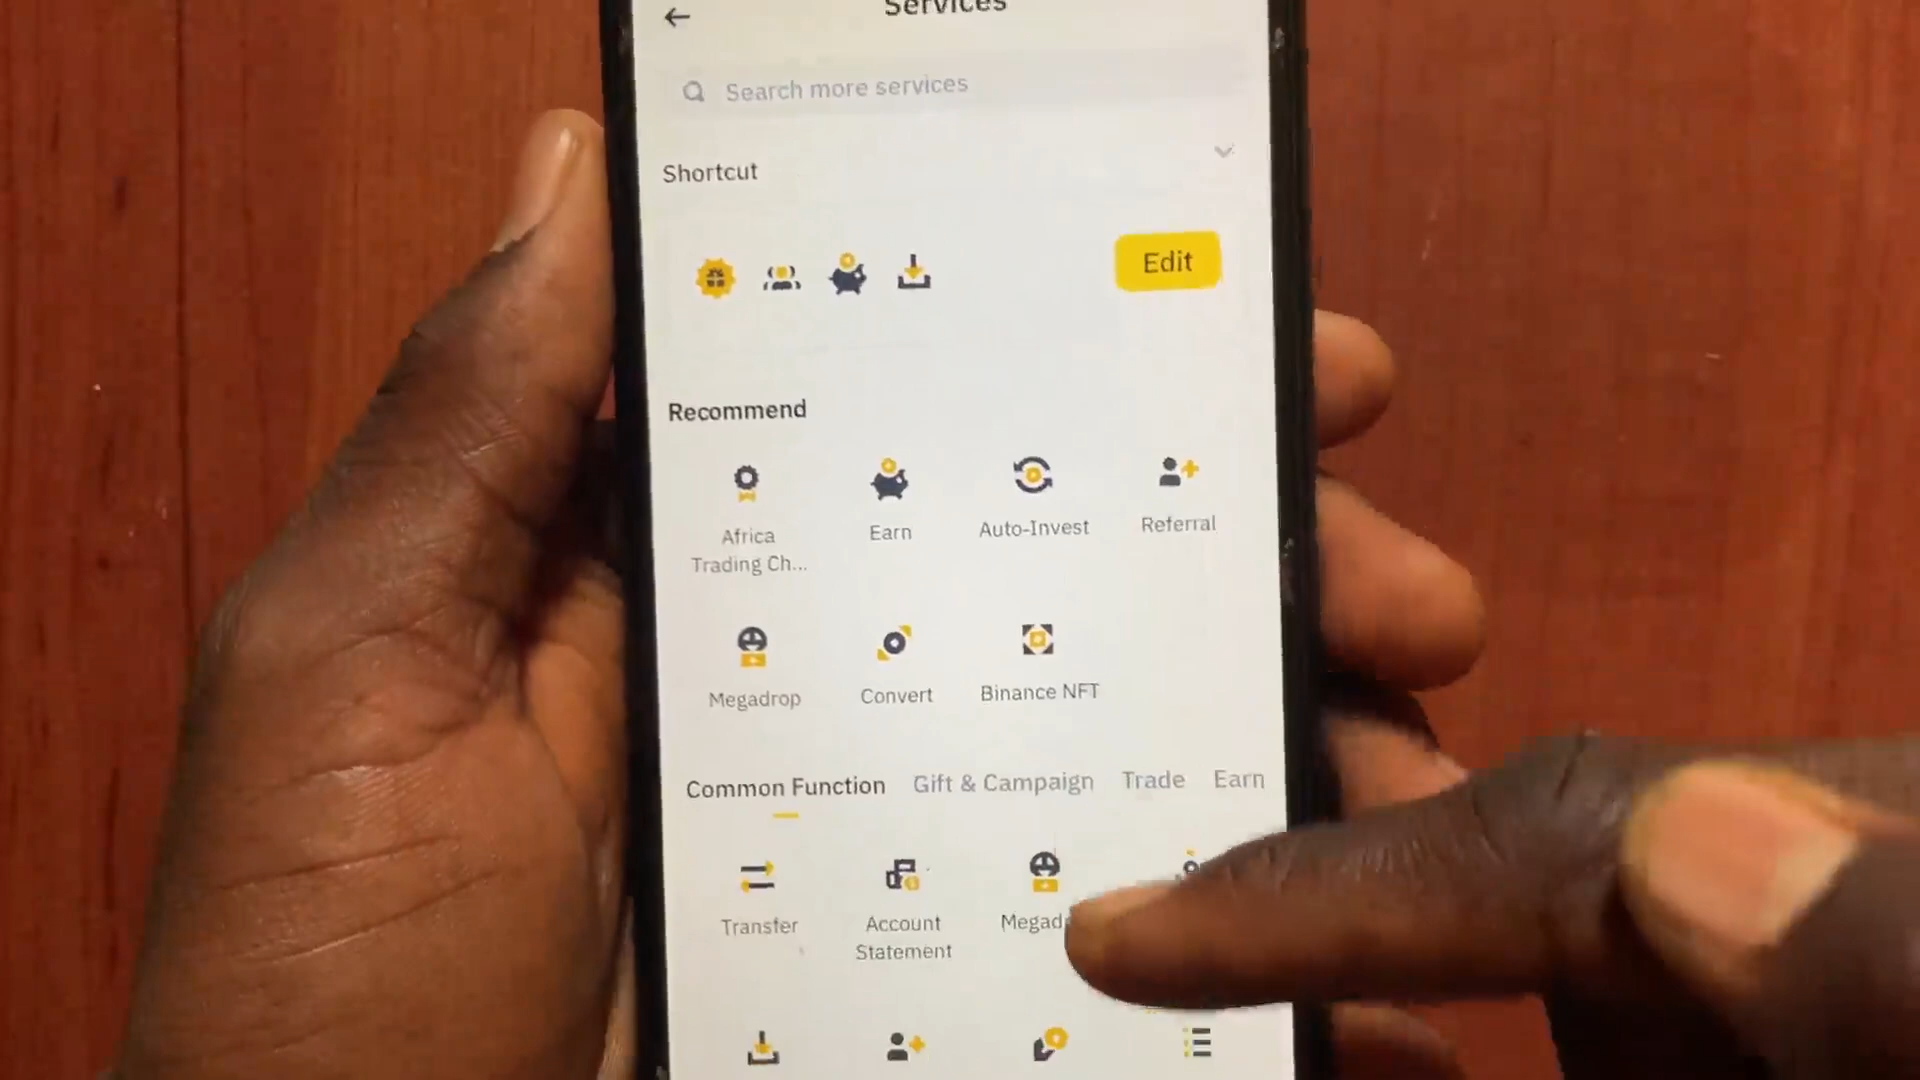 Services
Search more services
Shortcut
Edit
Recommend
Africa
Trading Ch...
Earn
Auto-Invest
Referral
Megadrop
Convert
Binance NFT
Common Function
Gift & Campaign
Trade
Earn
Transfer
Account
Statement
Megad